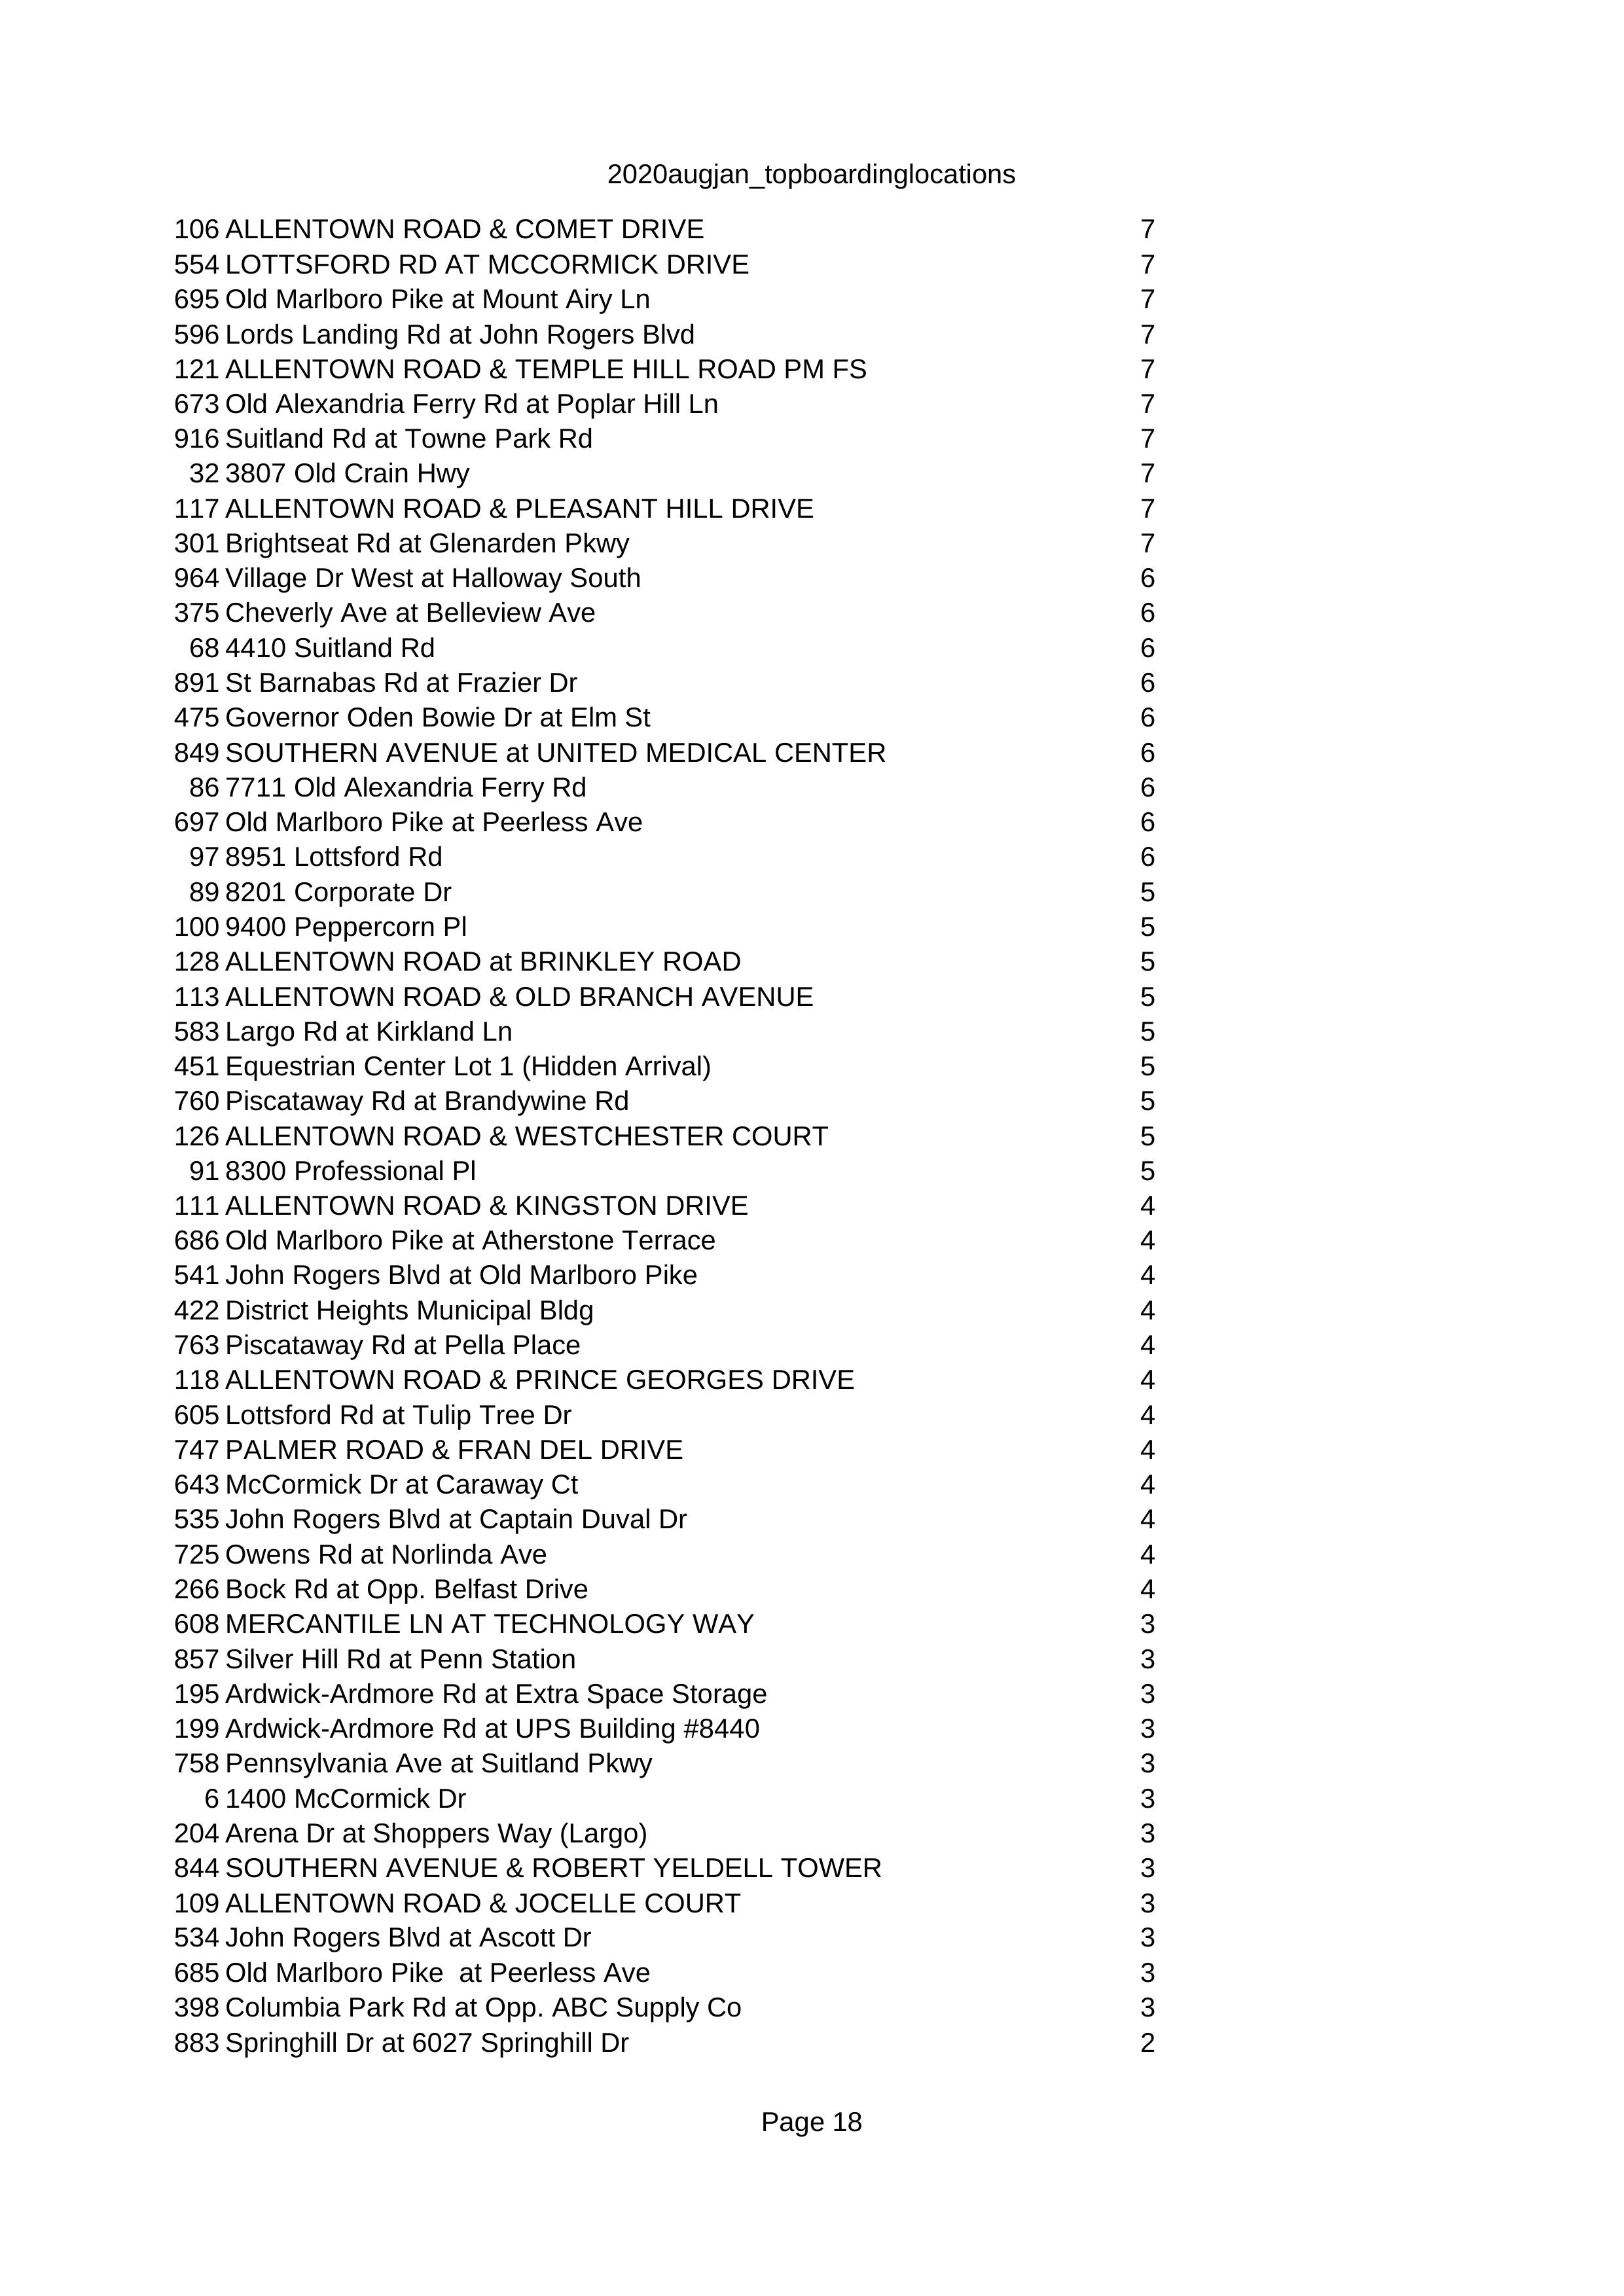 2020augjan_topboardinglocations
106 ALLENTOWN ROAD & COMET DRIVE 7
554 LOTTSFORD RD AT MCCORMICK DRIVE 7
695 Old Marlboro Pike at Mount Airy Ln 7
596 Lords Landing Rd at John Rogers Blvd 7
121 ALLENTOWN ROAD & TEMPLE HILL ROAD PM FS 7
673 Old Alexandria Ferry Rd at Poplar Hill Ln 7
916 Suitland Rd at Towne Park Rd 7
32 3807 Old Crain Hwy 7
117 ALLENTOWN ROAD & PLEASANT HILL DRIVE 7
301 Brightseat Rd at Glenarden Pkwy 7
964 Village Dr West at Halloway South 6
375 Cheverly Ave at Belleview Ave 6
68 4410 Suitland Rd 6
891 St Barnabas Rd at Frazier Dr 6
475 Governor Oden Bowie Dr at Elm St 6
849 SOUTHERN AVENUE at UNITED MEDICAL CENTER 6
86 7711 Old Alexandria Ferry Rd 6
697 Old Marlboro Pike at Peerless Ave 6
97 8951 Lottsford Rd 6
89 8201 Corporate Dr 5
100 9400 Peppercorn Pl 5
128 ALLENTOWN ROAD at BRINKLEY ROAD 5
113 ALLENTOWN ROAD & OLD BRANCH AVENUE 5
583 Largo Rd at Kirkland Ln 5
451 Equestrian Center Lot 1 (Hidden Arrival) 5
760 Piscataway Rd at Brandywine Rd 5
126 ALLENTOWN ROAD & WESTCHESTER COURT 5
91 8300 Professional Pl 5
111 ALLENTOWN ROAD & KINGSTON DRIVE 4
686 Old Marlboro Pike at Atherstone Terrace 4
541 John Rogers Blvd at Old Marlboro Pike 4
422 District Heights Municipal Bldg 4
763 Piscataway Rd at Pella Place 4
118 ALLENTOWN ROAD & PRINCE GEORGES DRIVE 4
605 Lottsford Rd at Tulip Tree Dr 4
747 PALMER ROAD & FRAN DEL DRIVE 4
643 McCormick Dr at Caraway Ct 4
535 John Rogers Blvd at Captain Duval Dr 4
725 Owens Rd at Norlinda Ave 4
266 Bock Rd at Opp. Belfast Drive 4
608 MERCANTILE LN AT TECHNOLOGY WAY 3
857 Silver Hill Rd at Penn Station 3
195 Ardwick-Ardmore Rd at Extra Space Storage 3
199 Ardwick-Ardmore Rd at UPS Building #8440 3
758 Pennsylvania Ave at Suitland Pkwy 3
6 1400 McCormick Dr 3
204 Arena Dr at Shoppers Way (Largo) 3
844 SOUTHERN AVENUE & ROBERT YELDELL TOWER 3
109 ALLENTOWN ROAD & JOCELLE COURT 3
534 John Rogers Blvd at Ascott Dr 3
685 Old Marlboro Pike  at Peerless Ave 3
398 Columbia Park Rd at Opp. ABC Supply Co 3
883 Springhill Dr at 6027 Springhill Dr 2
Page 18